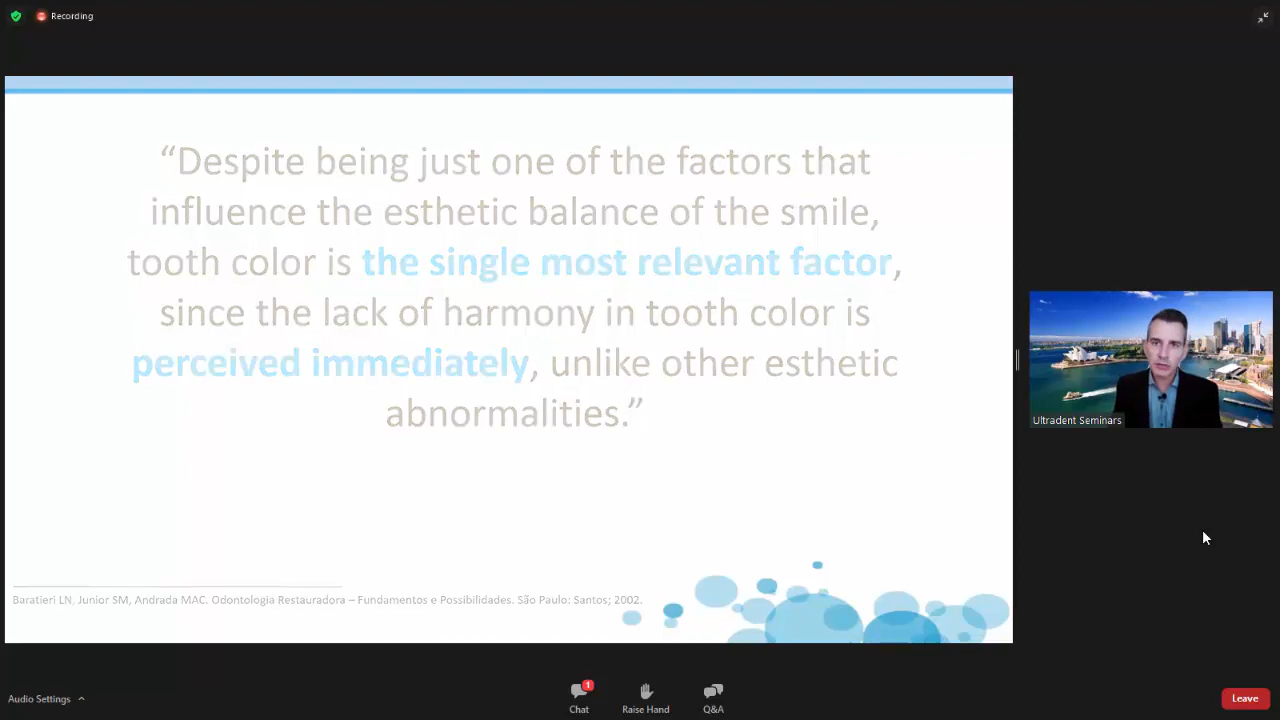 Recording
“Despite being just one of the factors that
influence the esthetic balance of the smile,
tooth color is the single most relevant factor,
since the lack of harmony in tooth color is
perceived immediately, unlike other esthetic
abnormalities.”
Baratieri LN, Junior SM, Andrada MAC. Odontologia Restauradora – Fundamentos e Possibilidades. São Paulo: Santos; 2002.
Ultradent Seminars
Audio Settings
1
Chat
Raise Hand
Q&A
Leave